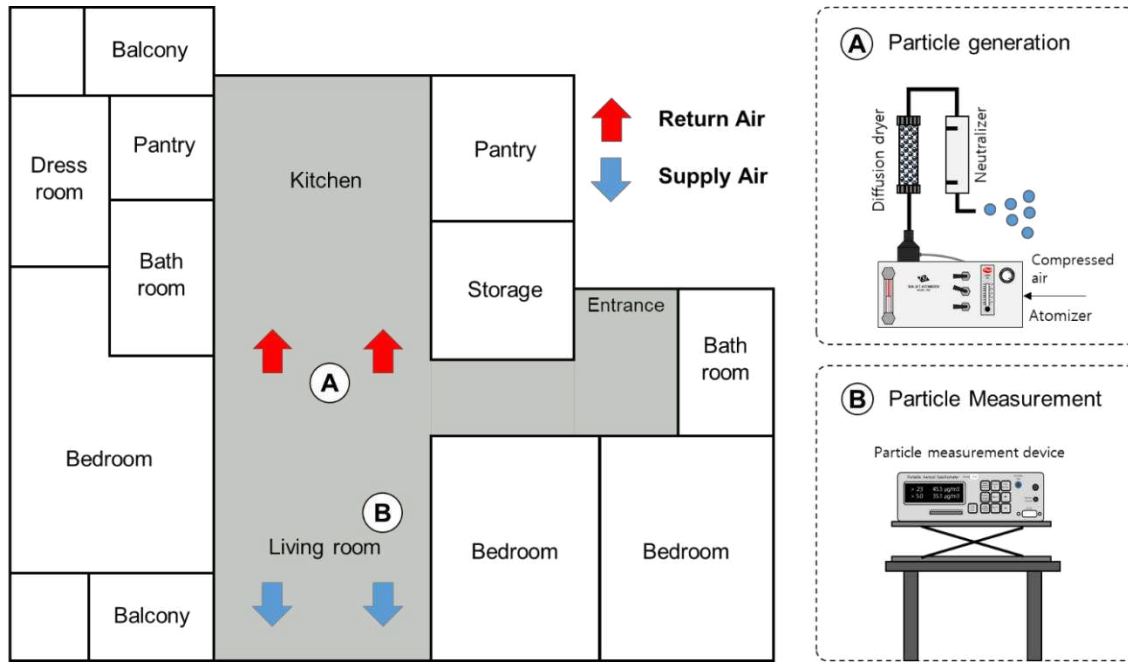 Balcony
Pantry
Dress
room
Bath
room
Bedroom
Balcony
Kitchen
A
B
Living room
Pantry
Storage
Entrance
Bath
room
Bedroom
Bedroom
Return Air
Supply Air
A Particle generation
Diffusion dryer
Neutralizer
Compressed
air
Atomizer
B Particle Measurement
Particle measurement device